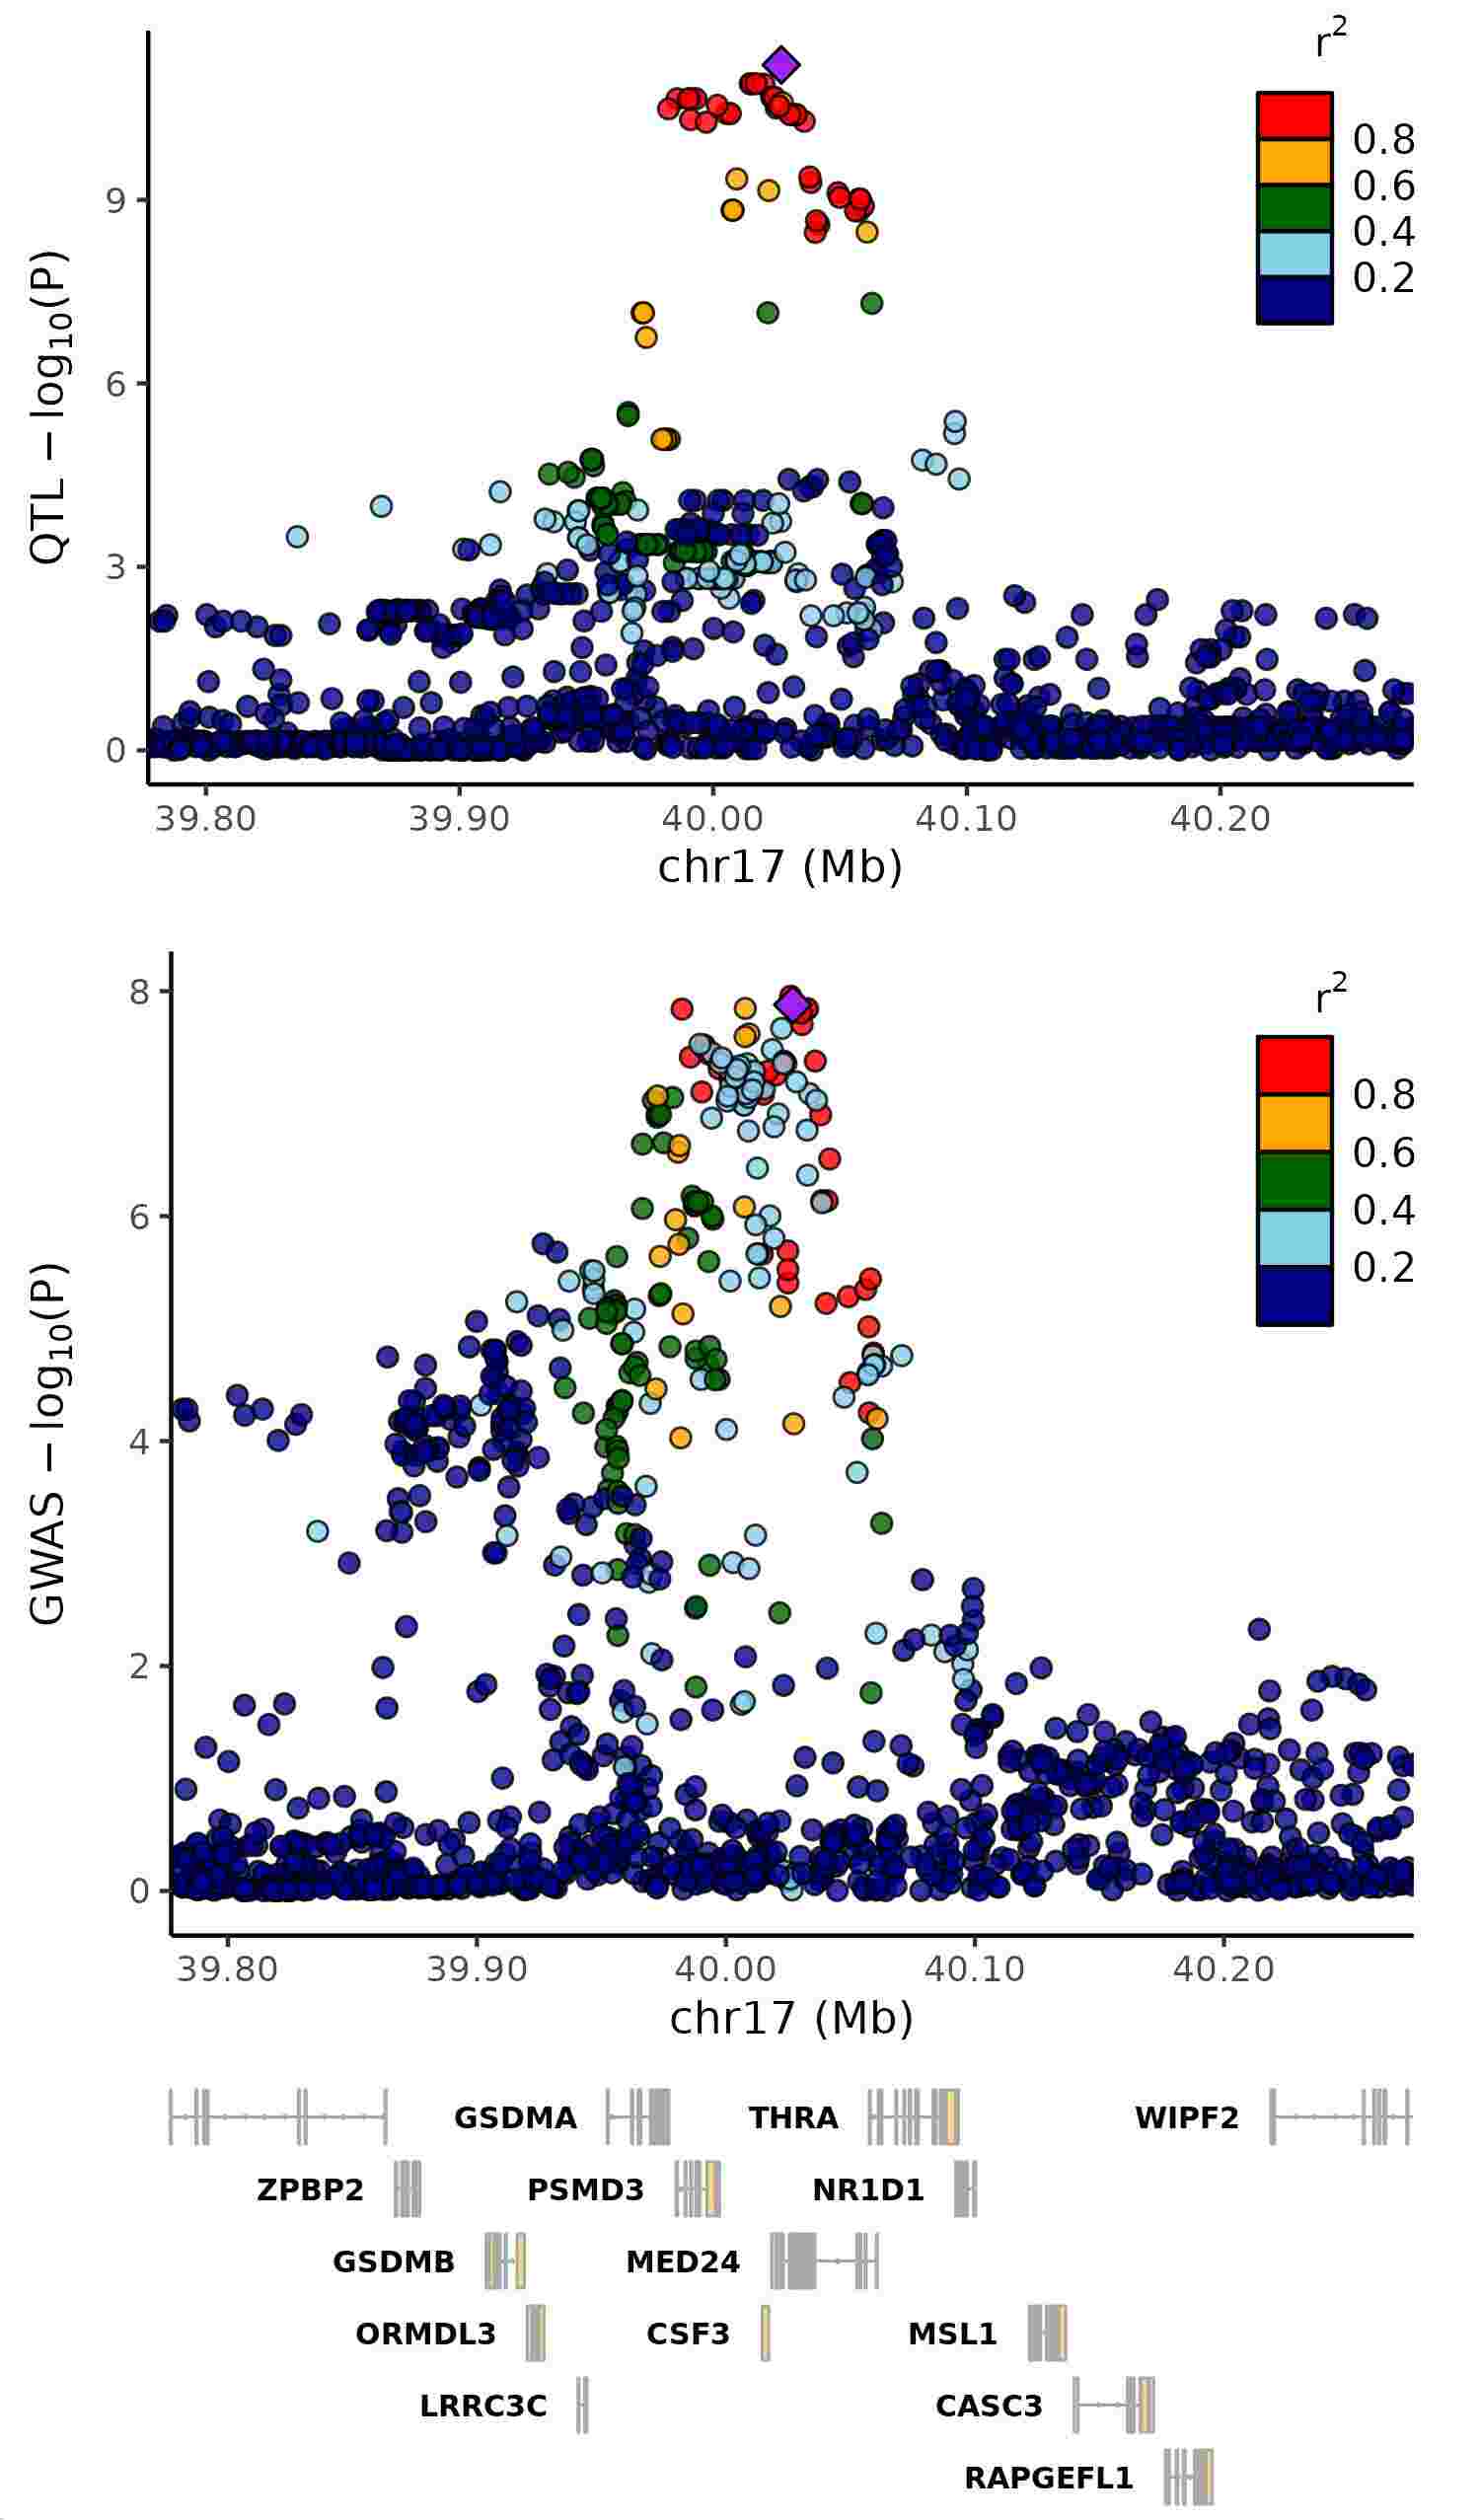 r²
0.8
0.6
0.4
0.2
9
6
3
0
QTL −log₁₀(P)
39.80 39.90 40.00 40.10 40.20
chr17 (Mb)
r²
0.8
0.6
0.4
0.2
8
6
4
2
0
GWAS −log₁₀(P)
39.80 39.90 40.00 40.10 40.20
chr17 (Mb)
GSDMA THRA WIPF2
ZPBP2 PSMD3 NR1D1
GSDMB MED24
ORMDL3 CSF3 MSL1
LRRC3C CASC3
RAPGEFL1